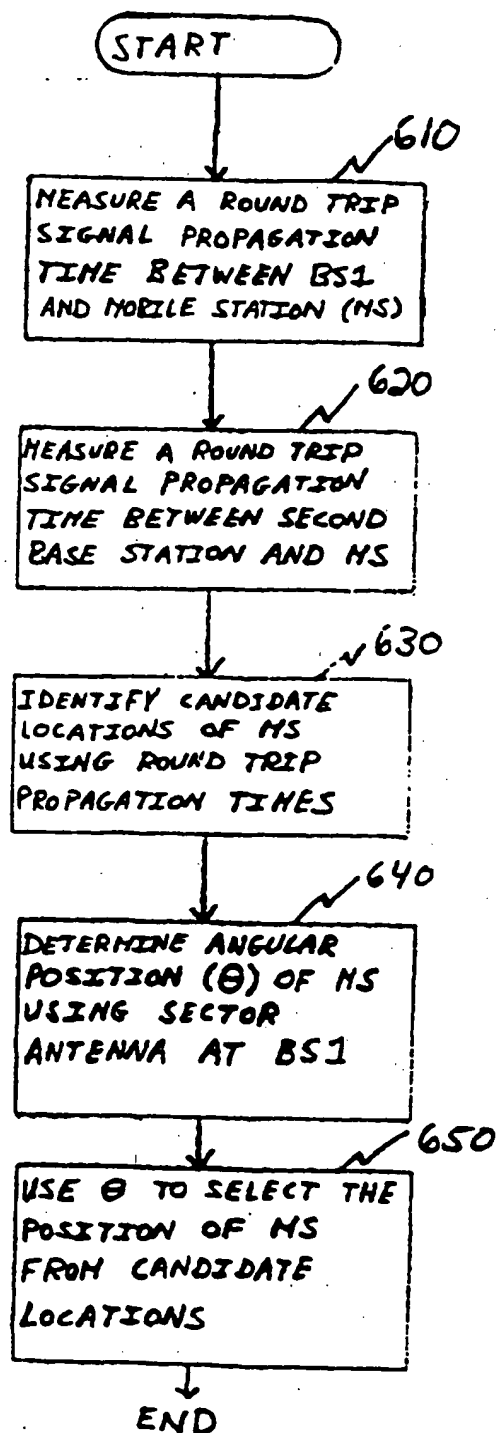 START
610
MEASURE A ROUND TRIP
SIGNAL PROPAGATION
TIME BETWEEN BS1
AND MOBILE STATION (MS)
620
MEASURE A ROUND TRIP
SIGNAL PROPAGATION
TIME BETWEEN SECOND
BASE STATION AND MS
630
IDENTIFY CANDIDATE
LOCATIONS OF MS
USING ROUND TRIP
PROPAGATION TIMES
640
DETERMINE ANGULAR
POSITION (Θ) OF MS
USING SECTOR
ANTENNA AT BS1
650
USE Θ TO SELECT THE
POSITION OF MS
FROM CANDIDATE
LOCATIONS
END